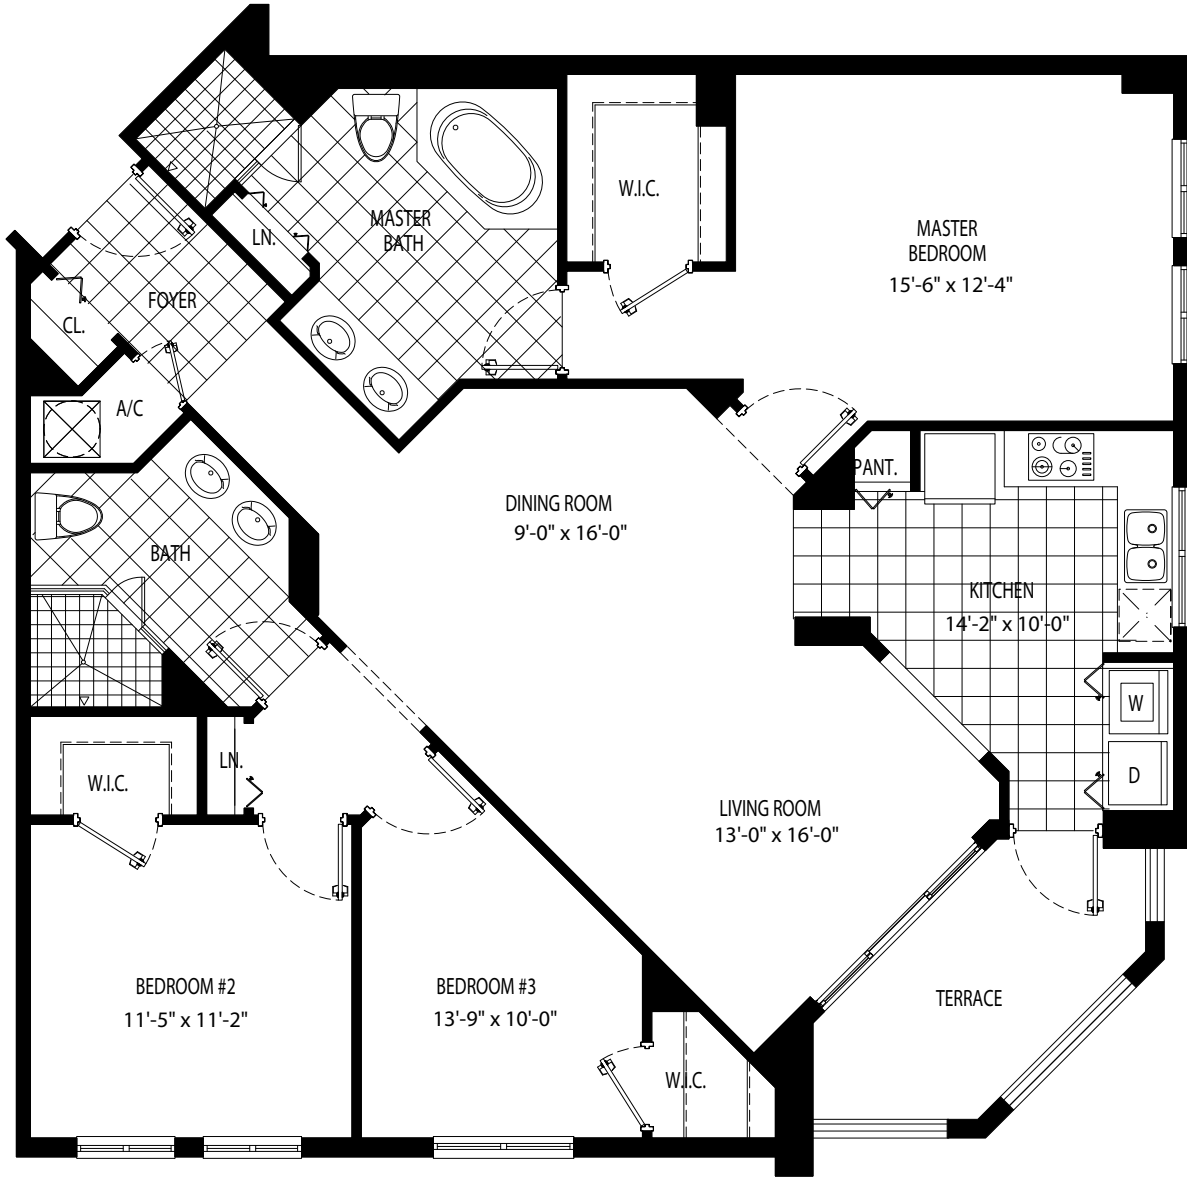 W.I.C.
MASTER
BATH
LN.
MASTER
BEDROOM
15'-6" x 12'-4"
FOYER
CL.
A/C
PANT.
DINING ROOM
9'-0" x 16'-0"
BATH
KITCHEN
14'-2" x 10'-0"
W
D
LN.
W.I.C.
LIVING ROOM
13'-0" x 16'-0"
BEDROOM #2
11'-5" x 11'-2"
BEDROOM #3
13'-9" x 10'-0"
TERRACE
W.I.C.